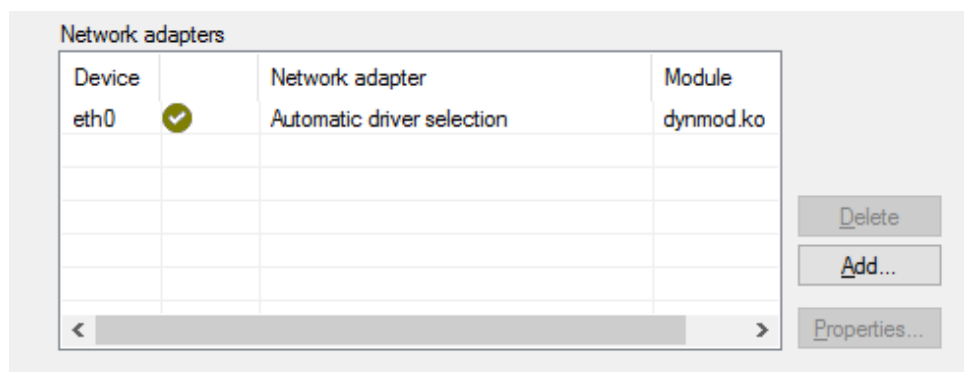 Network adapters
Device Network adapter Module
eth0 Automatic driver selection dynmod.ko
Delete
Add...
Properties...